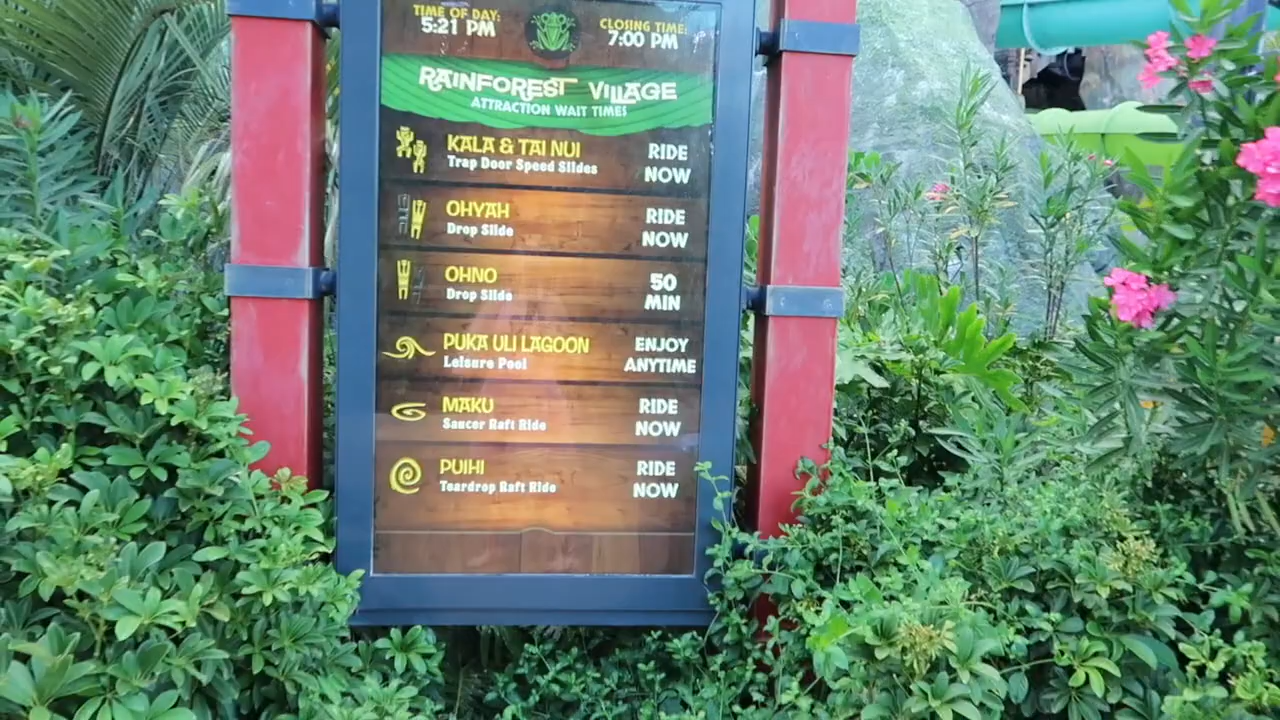 TIME OF DAY:
5:21 PM
CLOSING TIME:
7:00 PM
RAINFOREST VILLAGE
ATTRACTION WAIT TIMES
KALA & TAI NUI
Trap Door Speed Slides
RIDE
NOW
OHYAH
Drop Slide
RIDE
NOW
OHNO
Drop Slide
50
MIN
PUKA ULI LAGOON
Leisure Pool
ENJOY
ANYTIME
MAKU
Saucer Raft Ride
RIDE
NOW
PUIHI
Teardrop Raft Ride
RIDE
NOW